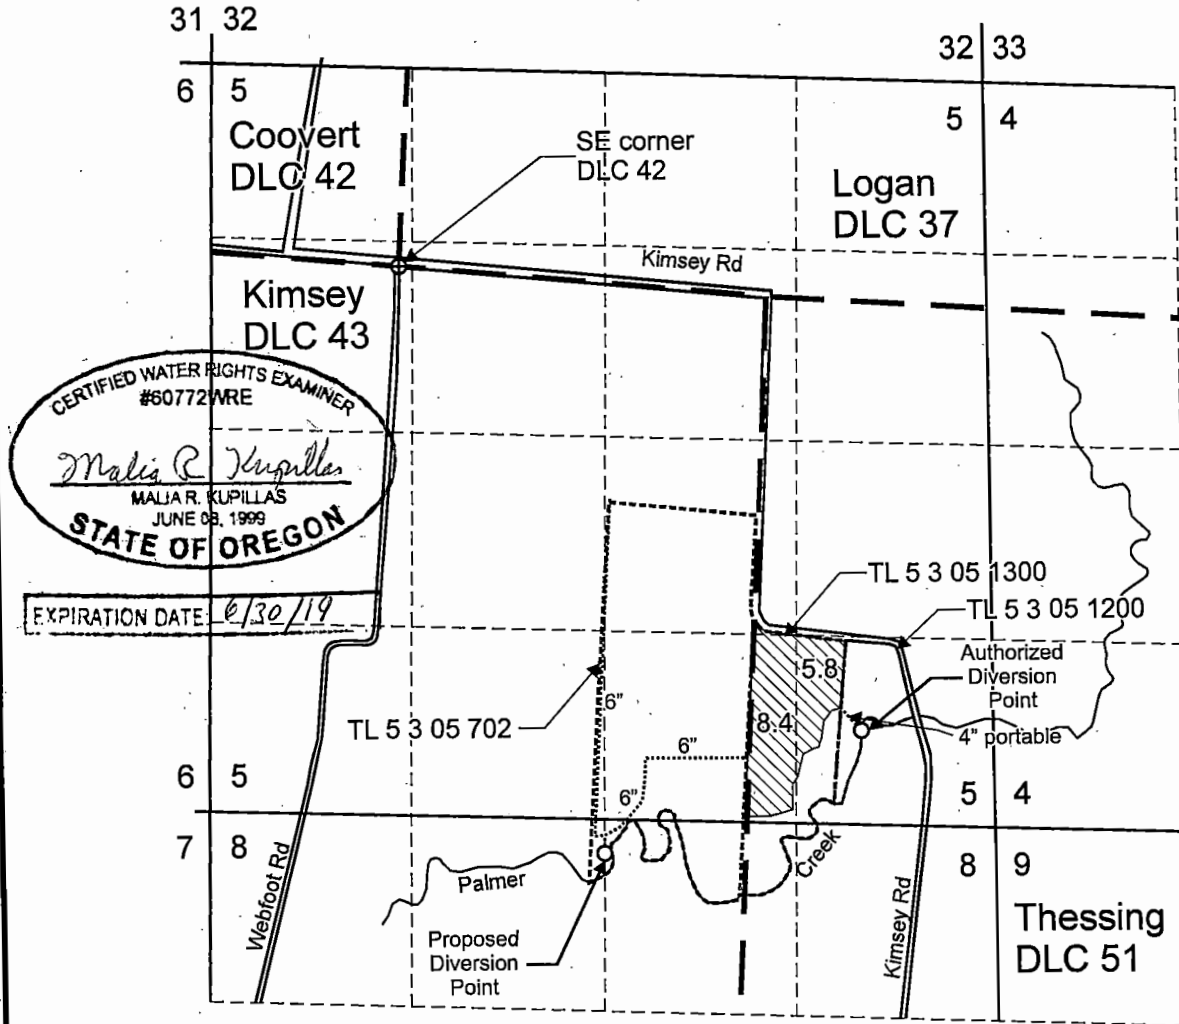 31 32
32 33
6 5
5 4
Coovert
DLC 42
SE corner
DLC 42
Logan
DLC 37
Kimsey Rd
Kimsey
DLC 43
CERTIFIED WATER RIGHTS EXAMINER
#60772WRE
Malia R Kupillas
MALIA R. KUPILLAS
JUNE 08, 1999
STATE OF OREGON
EXPIRATION DATE: 6/30/19
TL 5 3 05 1300
TL 5 3 05 1200
Authorized
Diversion
Point
5.8
8.4
4" portable
6"
TL 5 3 05 702
6"
6"
6 5
5 4
7 8
8 9
Webfoot Rd
Palmer
Creek
Kimsey Rd
Proposed
Diversion
Point
Thessing
DLC 51